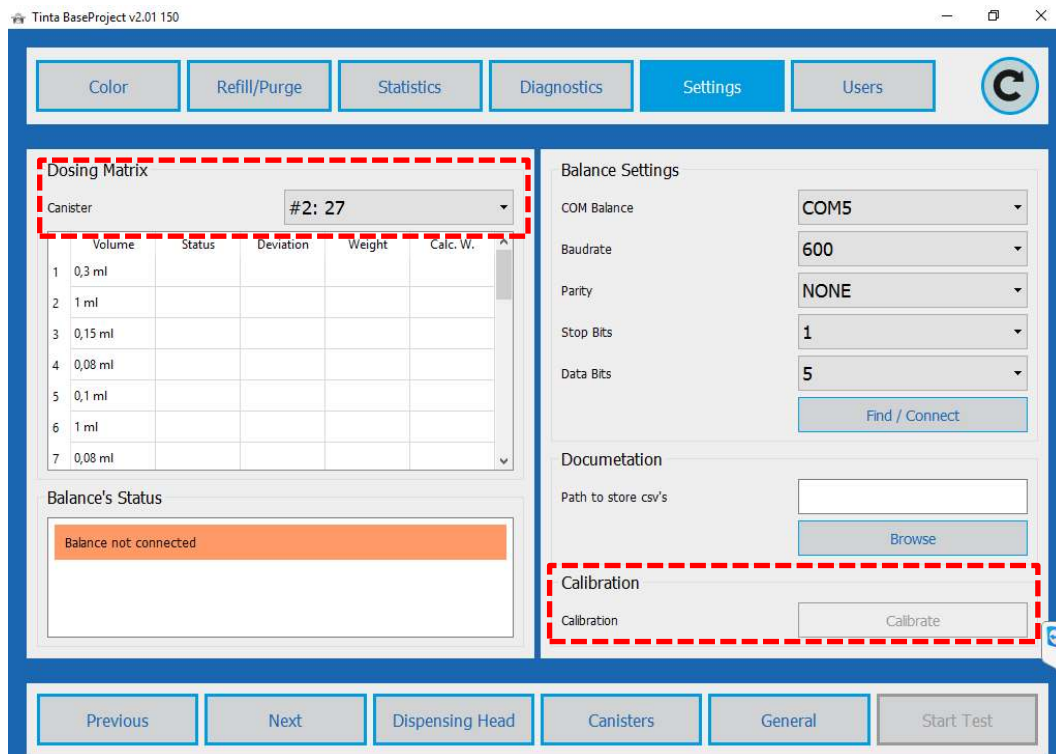 Tinta BaseProject v2.01 150
Color Refill/Purge Statistics Diagnostics Settings Users
Dosing Matrix
Canister #2: 27
Volume Status Deviation Weight Calc. W.
1 0,3 ml
2 1 ml
3 0,15 ml
4 0,08 ml
5 0,1 ml
6 1 ml
7 0,08 ml
Balance's Status
Balance not connected
Balance Settings
COM Balance COM5
Baudrate 600
Parity NONE
Stop Bits 1
Data Bits 5
Find / Connect
Documetation
Path to store csv's
Browse
Calibration
Calibration Calibrate
Previous Next Dispensing Head Canisters General Start Test